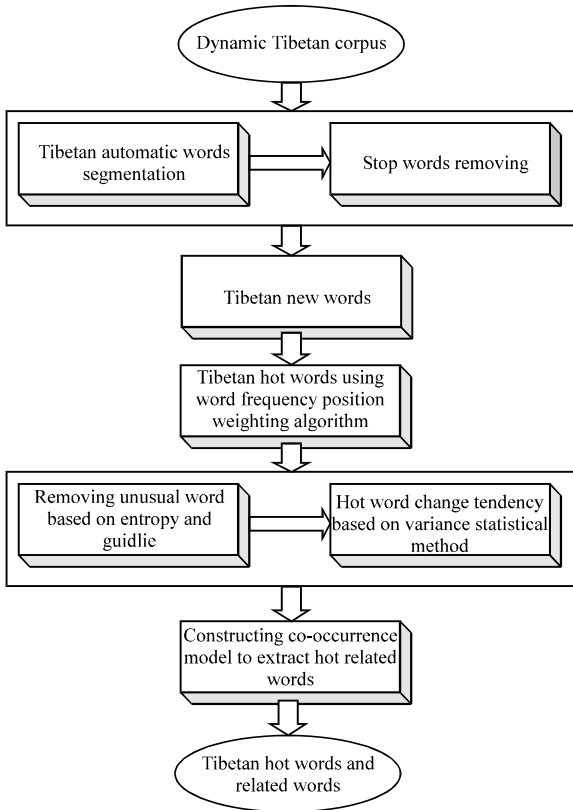 Dynamic Tibetan corpus
Tibetan automatic words
segmentation
Stop words removing
Tibetan new words
Tibetan hot words using
word frequency position
weighting algorithm
Removing unusual word
based on entropy and
guidlie
Hot word change tendency
based on variance statistical
method
Constructing co-occurrence
model to extract hot related
words
Tibetan hot words and
related words